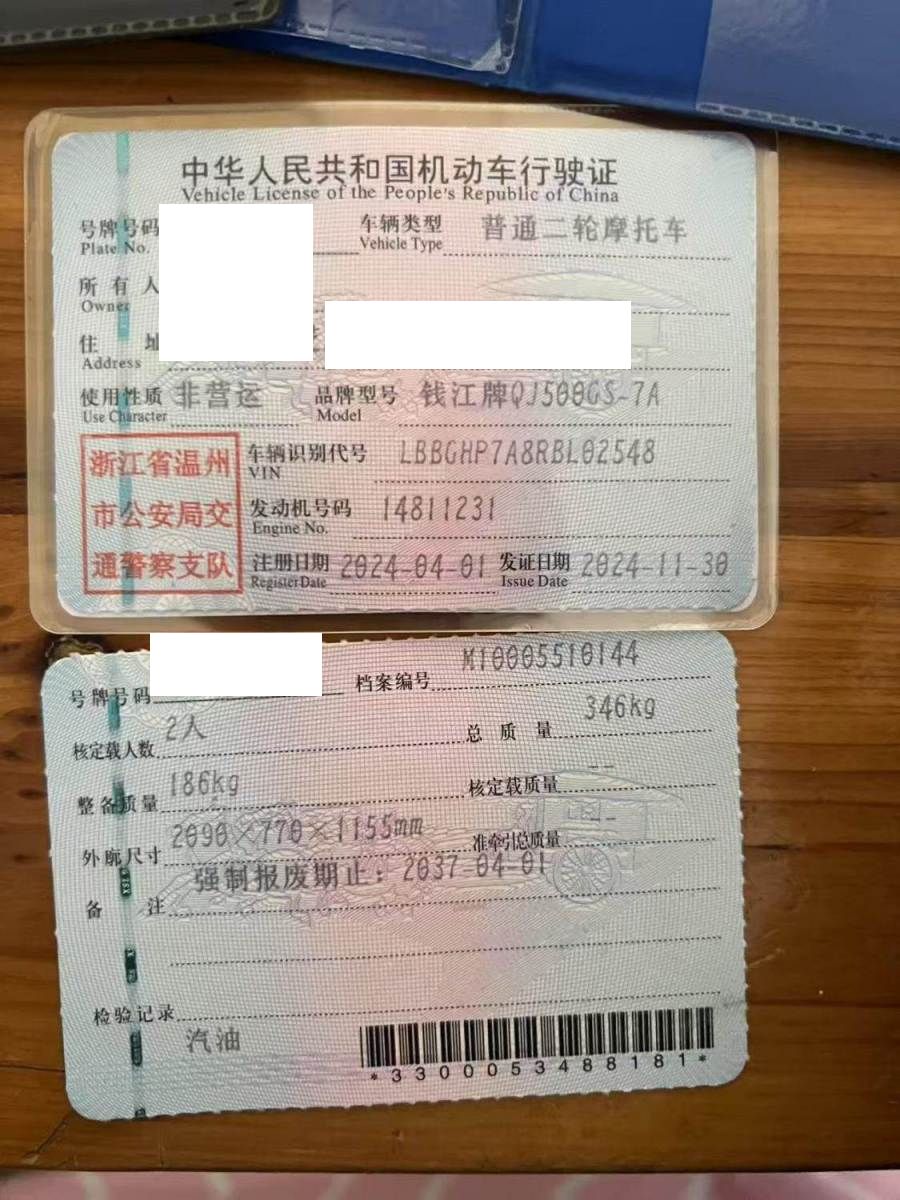 中华人民共和国机动车行驶证
Vehicle License of the People's Republic of China
号牌号码 车辆类型 普通二轮摩托车
Plate No. Vehicle Type
所有人
Owner
住址
Address
使用性质 非营运 品牌型号 钱江牌QJ500GS-7A
Use Character Model
浙江省温州
市公安局交
通警察支队
车辆识别代号 LBBGHP7A8RBL02548
VIN
发动机号码 14811231
Engine No.
注册日期 2024-04-01 发证日期 2024-11-30
Register Date Issue Date
号牌号码 档案编号 M10005510144
核定载人数 2人 总质量 346kg
整备质量 186kg 核定载质量 --
外廓尺寸 2090×770×1155mm 准牵引总质量 --
备注 强制报废期止：2037-04-01
检验记录
汽油
*3300053488181*